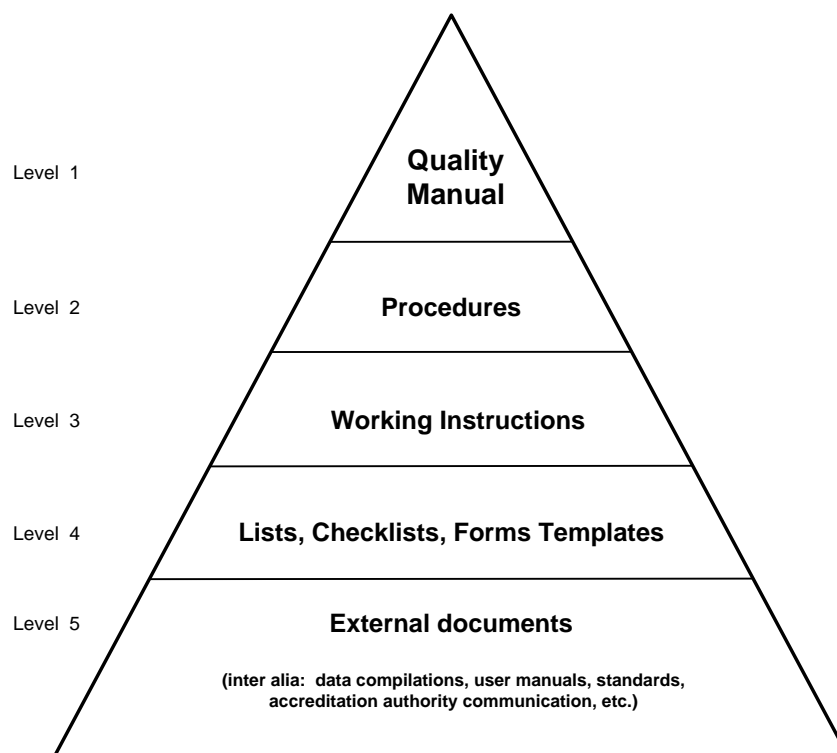 Level 1
Quality
Manual
Level 2
Procedures
Level 3
Working Instructions
Level 4
Lists, Checklists, Forms Templates
Level 5
External documents
(inter alia: data compilations, user manuals, standards,
accreditation authority communication, etc.)